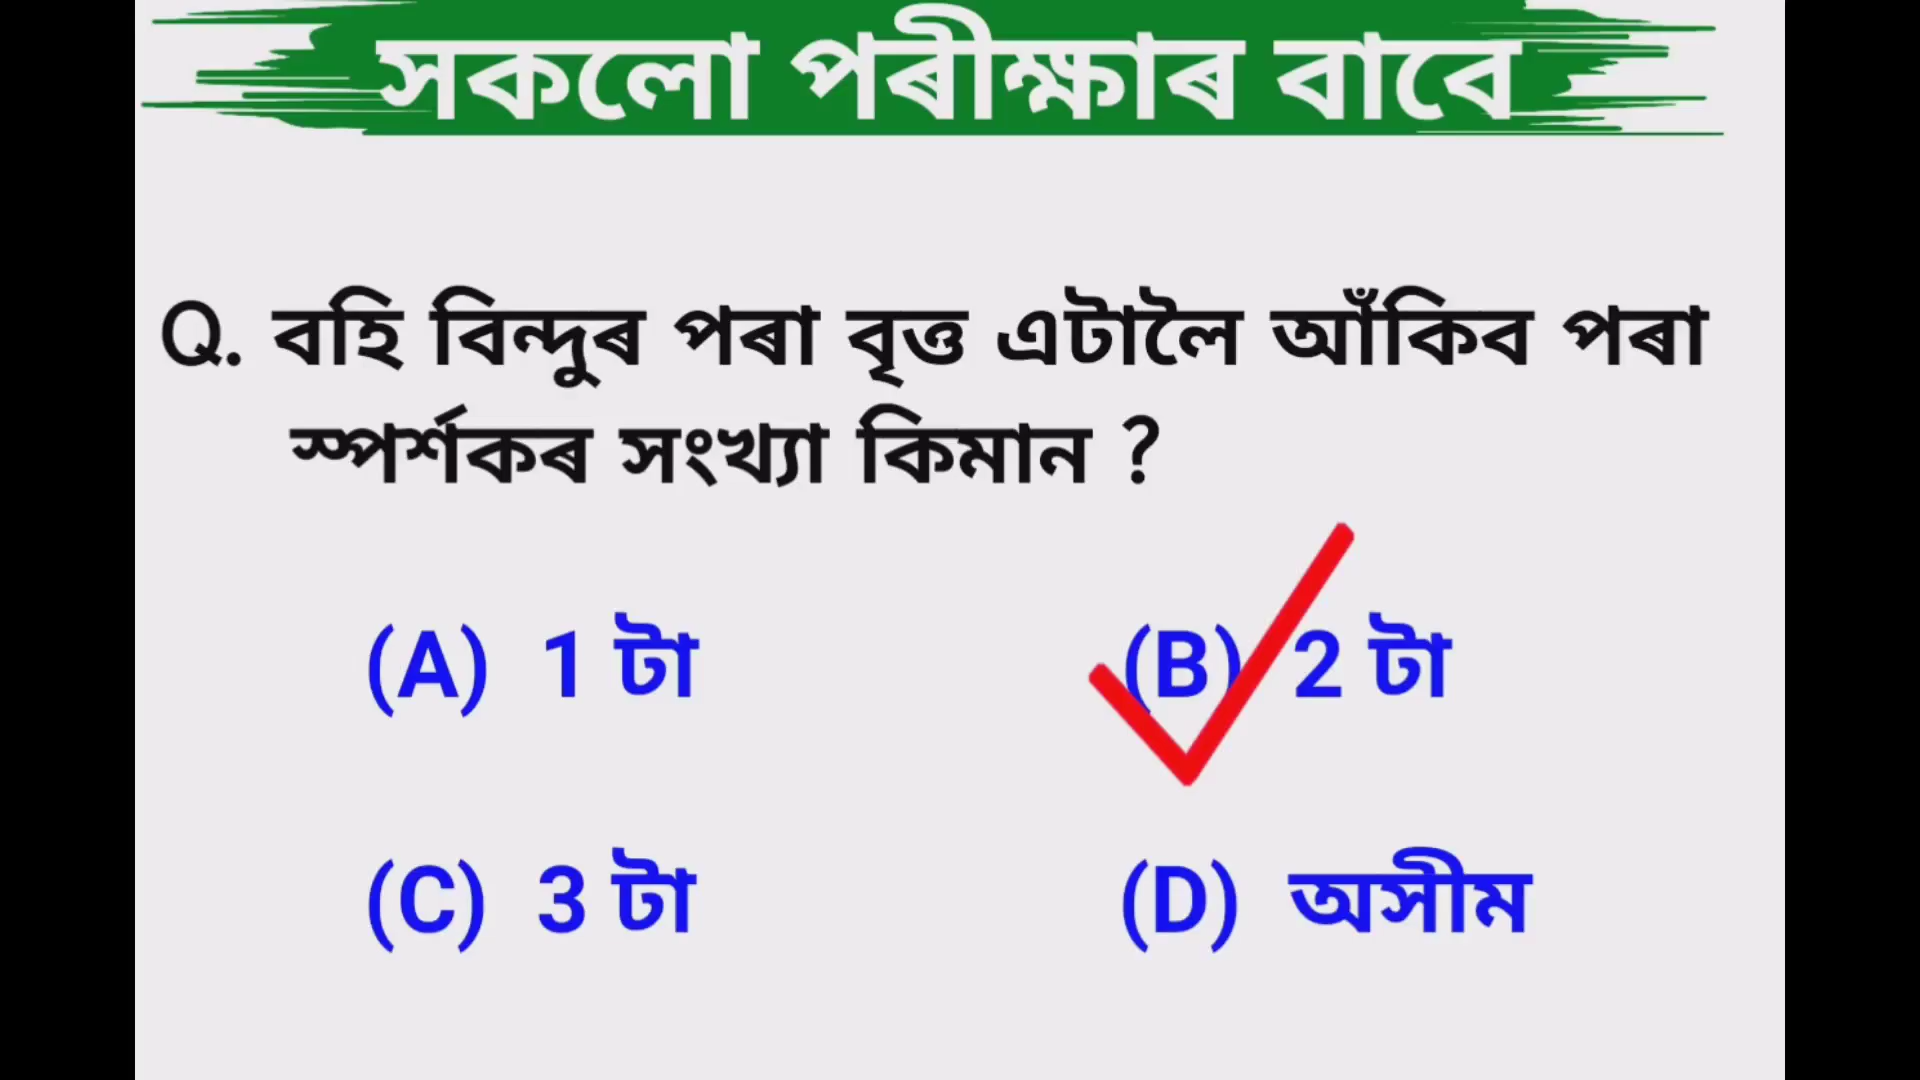 সকলো পৰীক্ষাৰ বাবে
Q. বহি বিন্দুৰ পৰা বৃত্ত এটালৈ আঁকিব পৰা
স্পৰ্শকৰ সংখ্যা কিমান ?
(A) 1 টা (B) 2 টা
(C) 3 টা (D) অসীম